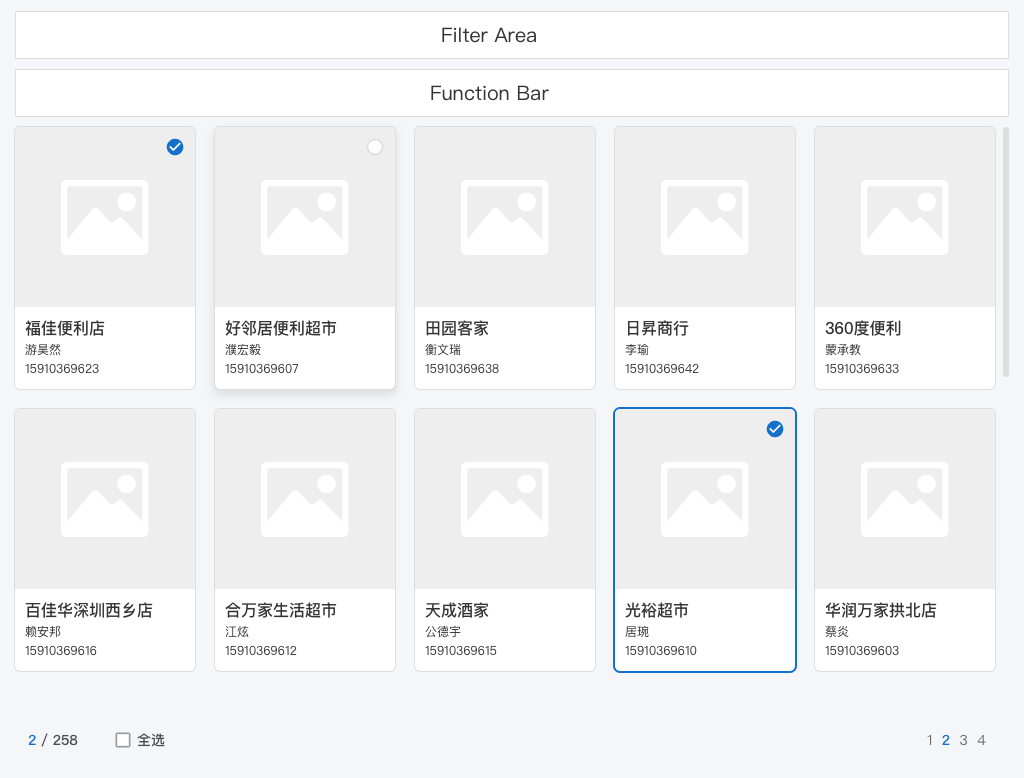 Filter Area
Function Bar
福佳便利店
游昊然
15910369623
好邻居便利超市
濮宏毅
15910369607
田园客家
衡文瑞
15910369638
日昇商行
李瑜
15910369642
360度便利
蒙承教
15910369633
百佳华深圳西乡店
赖安邦
15910369616
合万家生活超市
江炫
15910369612
天成酒家
公德宇
15910369615
光裕超市
居琬
15910369610
华润万家拱北店
蔡炎
15910369603
2 / 258 全选 1 2 3 4